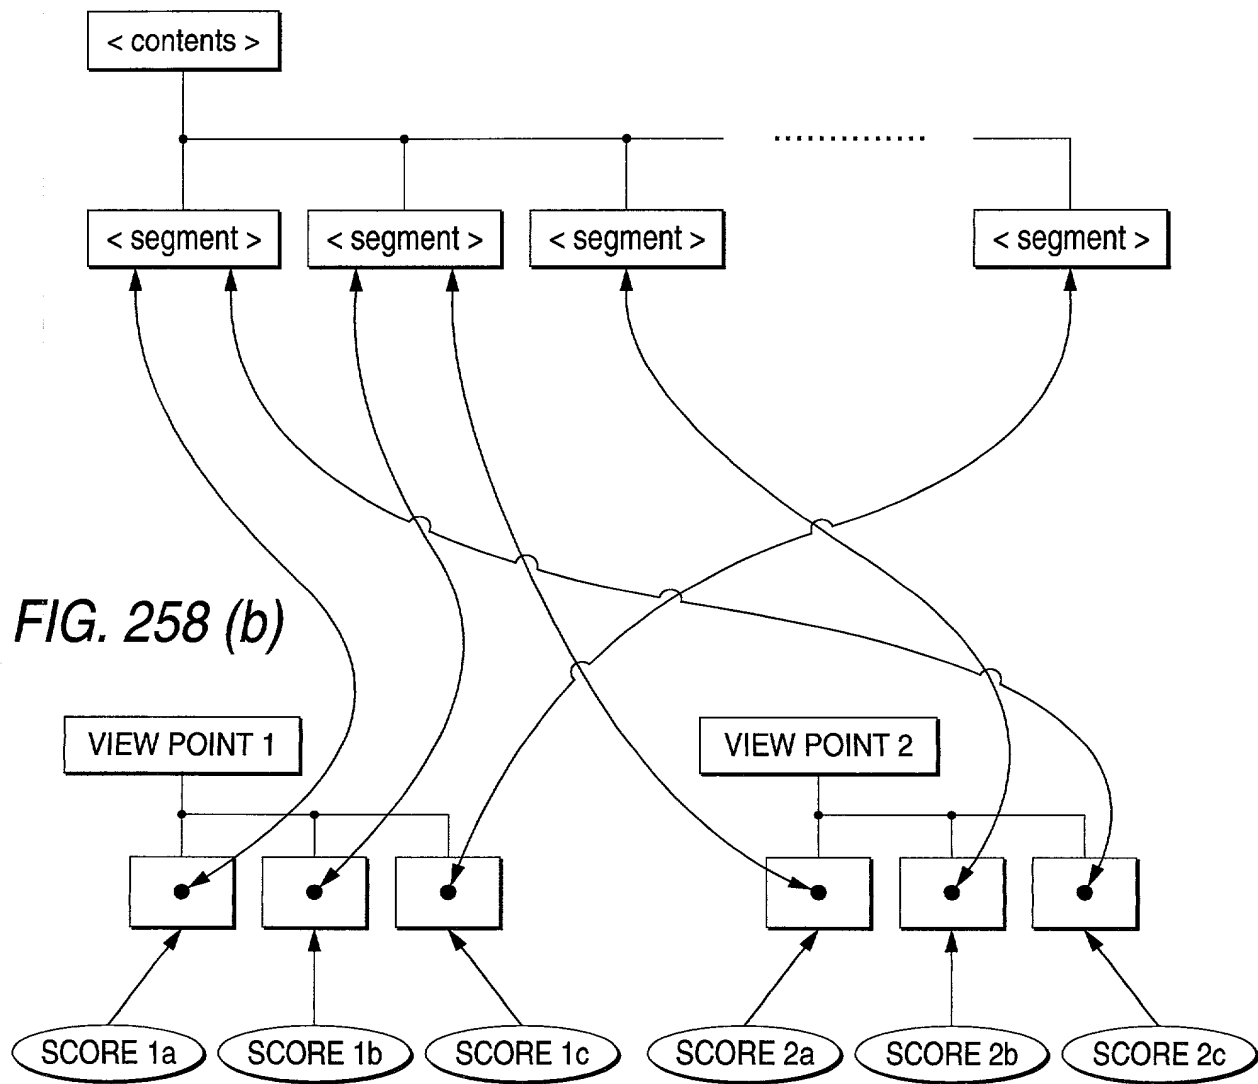 < contents >
< segment >
< segment >
< segment >
< segment >
FIG. 258 (b)
VIEW POINT 1
VIEW POINT 2
SCORE 1a
SCORE 1b
SCORE 1c
SCORE 2a
SCORE 2b
SCORE 2c